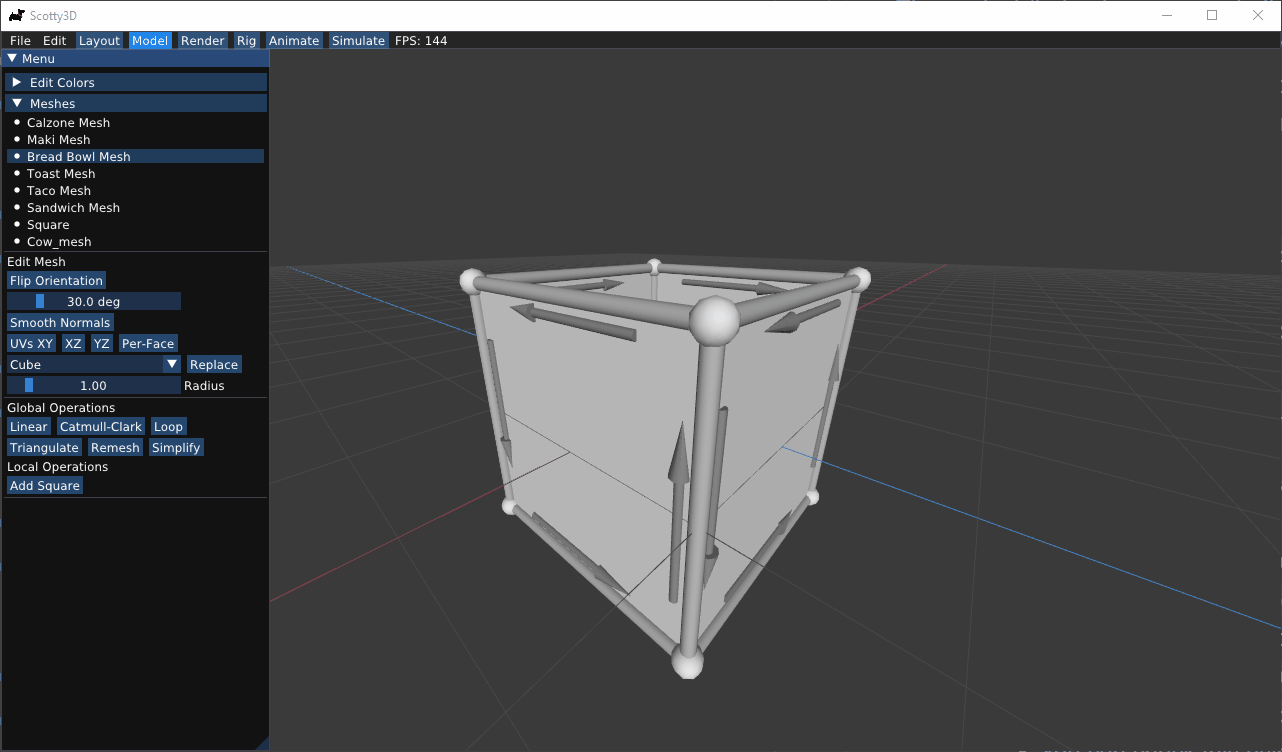 Scotty3D
File Edit Layout Model Render Rig Animate Simulate FPS: 144
Menu
Edit Colors
Meshes
Calzone Mesh
Maki Mesh
Bread Bowl Mesh
Toast Mesh
Taco Mesh
Sandwich Mesh
Square
Cow_mesh
Edit Mesh
Flip Orientation
30.0 deg
Smooth Normals
UVs XY XZ YZ Per-Face
Cube Replace
1.00 Radius
Global Operations
Linear Catmull-Clark Loop
Triangulate Remesh Simplify
Local Operations
Add Square